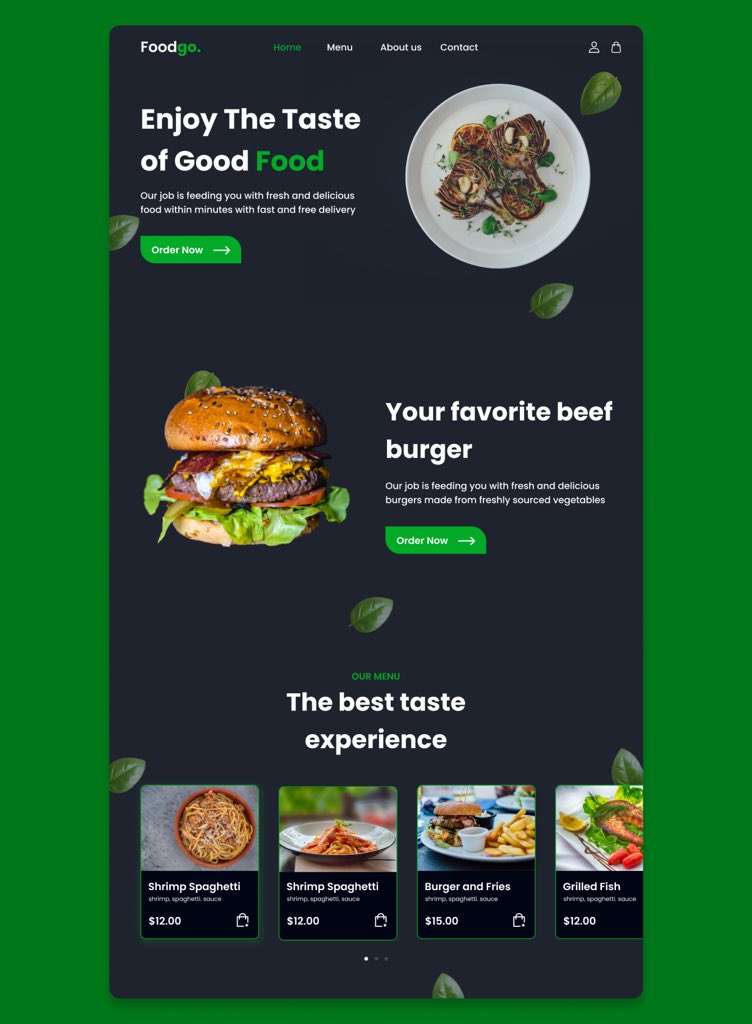 Foodgo.
Home Menu About us Contact
Enjoy The Taste
of Good Food
Our job is feeding you with fresh and delicious
food within minutes with fast and free delivery
Order Now
Your favorite beef
burger
Our job is feeding you with fresh and delicious
burgers made from freshly sourced vegetables
Order Now
OUR MENU
The best taste
experience
Shrimp Spaghetti
shrimp, spaghetti. sauce
$12.00
Shrimp Spaghetti
shrimp, spaghetti. sauce
$12.00
Burger and Fries
shrimp, spaghetti. sauce
$15.00
Grilled Fish
shrimp, spaghetti. sauce
$12.00